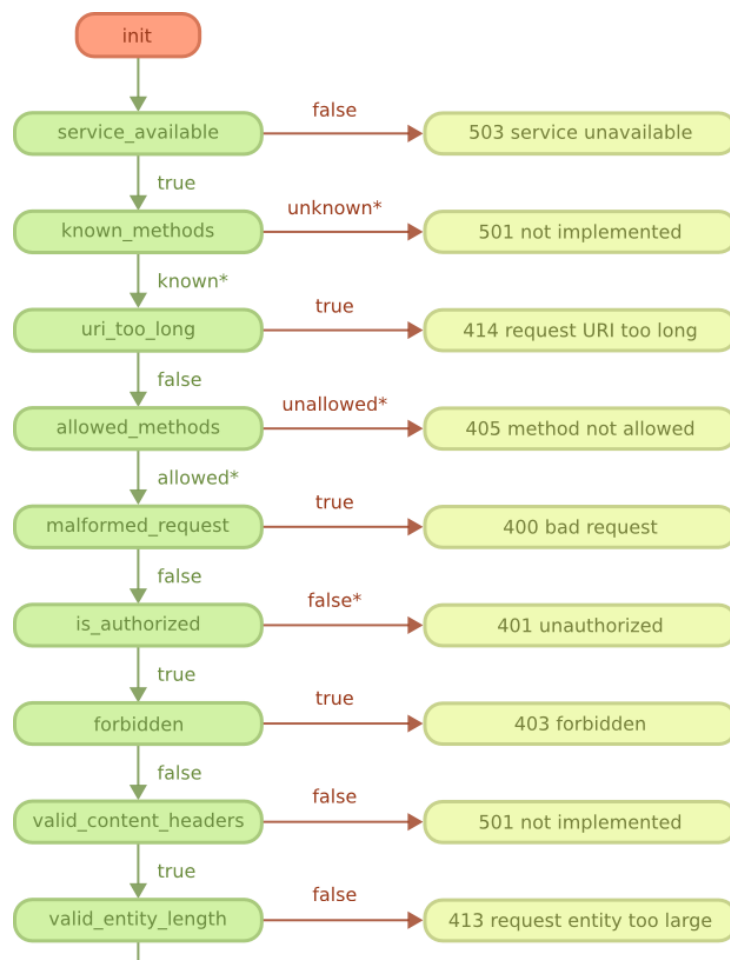 init
false
service_available
503 service unavailable
true
unknown*
known_methods
501 not implemented
known*
true
uri_too_long
414 request URI too long
false
unallowed*
allowed_methods
405 method not allowed
allowed*
true
malformed_request
400 bad request
false
false*
is_authorized
401 unauthorized
true
true
forbidden
403 forbidden
false
false
valid_content_headers
501 not implemented
true
false
valid_entity_length
413 request entity too large